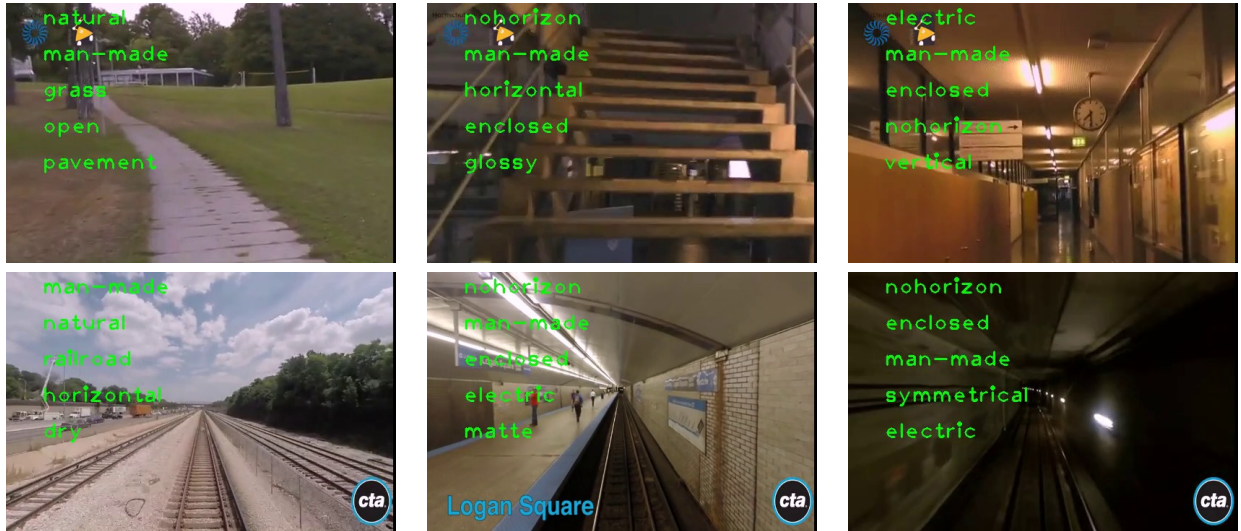 natural
man-made
grass
open
pavement
nohorizon
man-made
horizontal
enclosed
glossy
electric
man-made
enclosed
nohorizon
vertical
man-made
natural
railroad
horizontal
dry
cta
nohorizon
man-made
enclosed
electric
matte
Logan Square
cta
nohorizon
enclosed
man-made
symmetrical
electric
cta